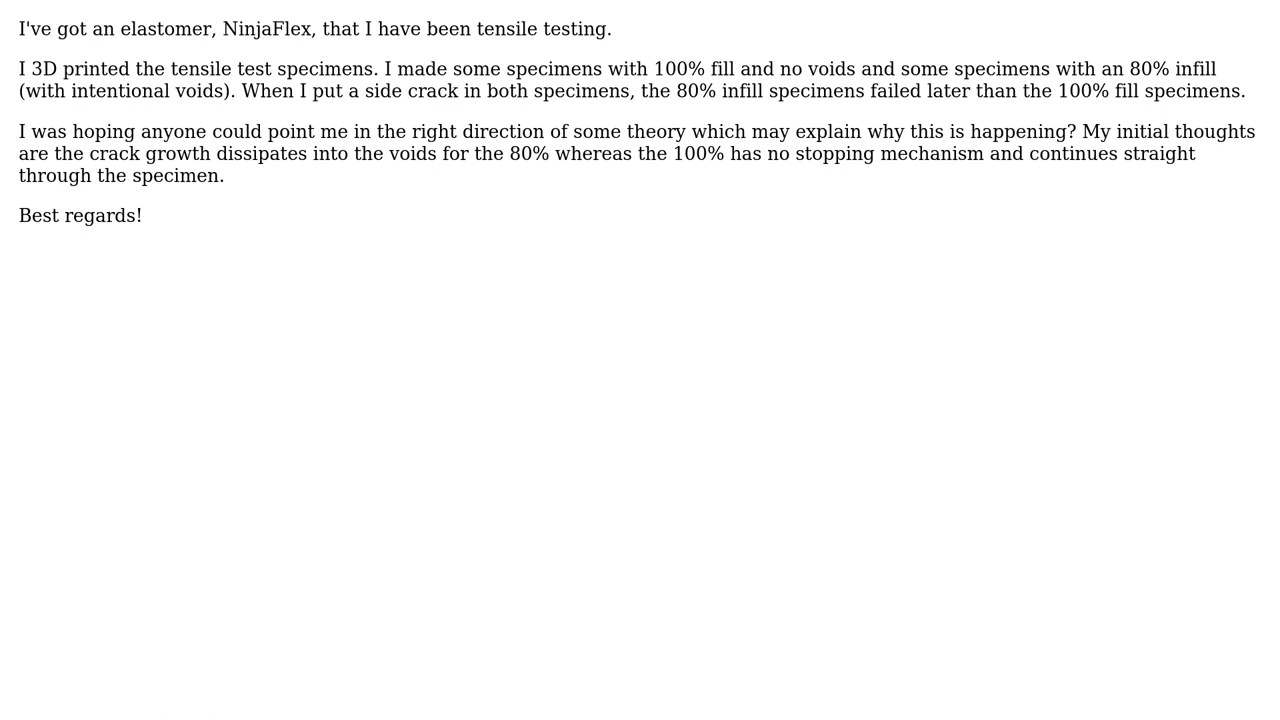 I've got an elastomer, NinjaFlex, that I have been tensile testing.
I 3D printed the tensile test specimens. I made some specimens with 100% fill and no voids and some specimens with an 80% infill
(with intentional voids). When I put a side crack in both specimens, the 80% infill specimens failed later than the 100% fill specimens.
I was hoping anyone could point me in the right direction of some theory which may explain why this is happening? My initial thoughts
are the crack growth dissipates into the voids for the 80% whereas the 100% has no stopping mechanism and continues straight
through the specimen.
Best regards!